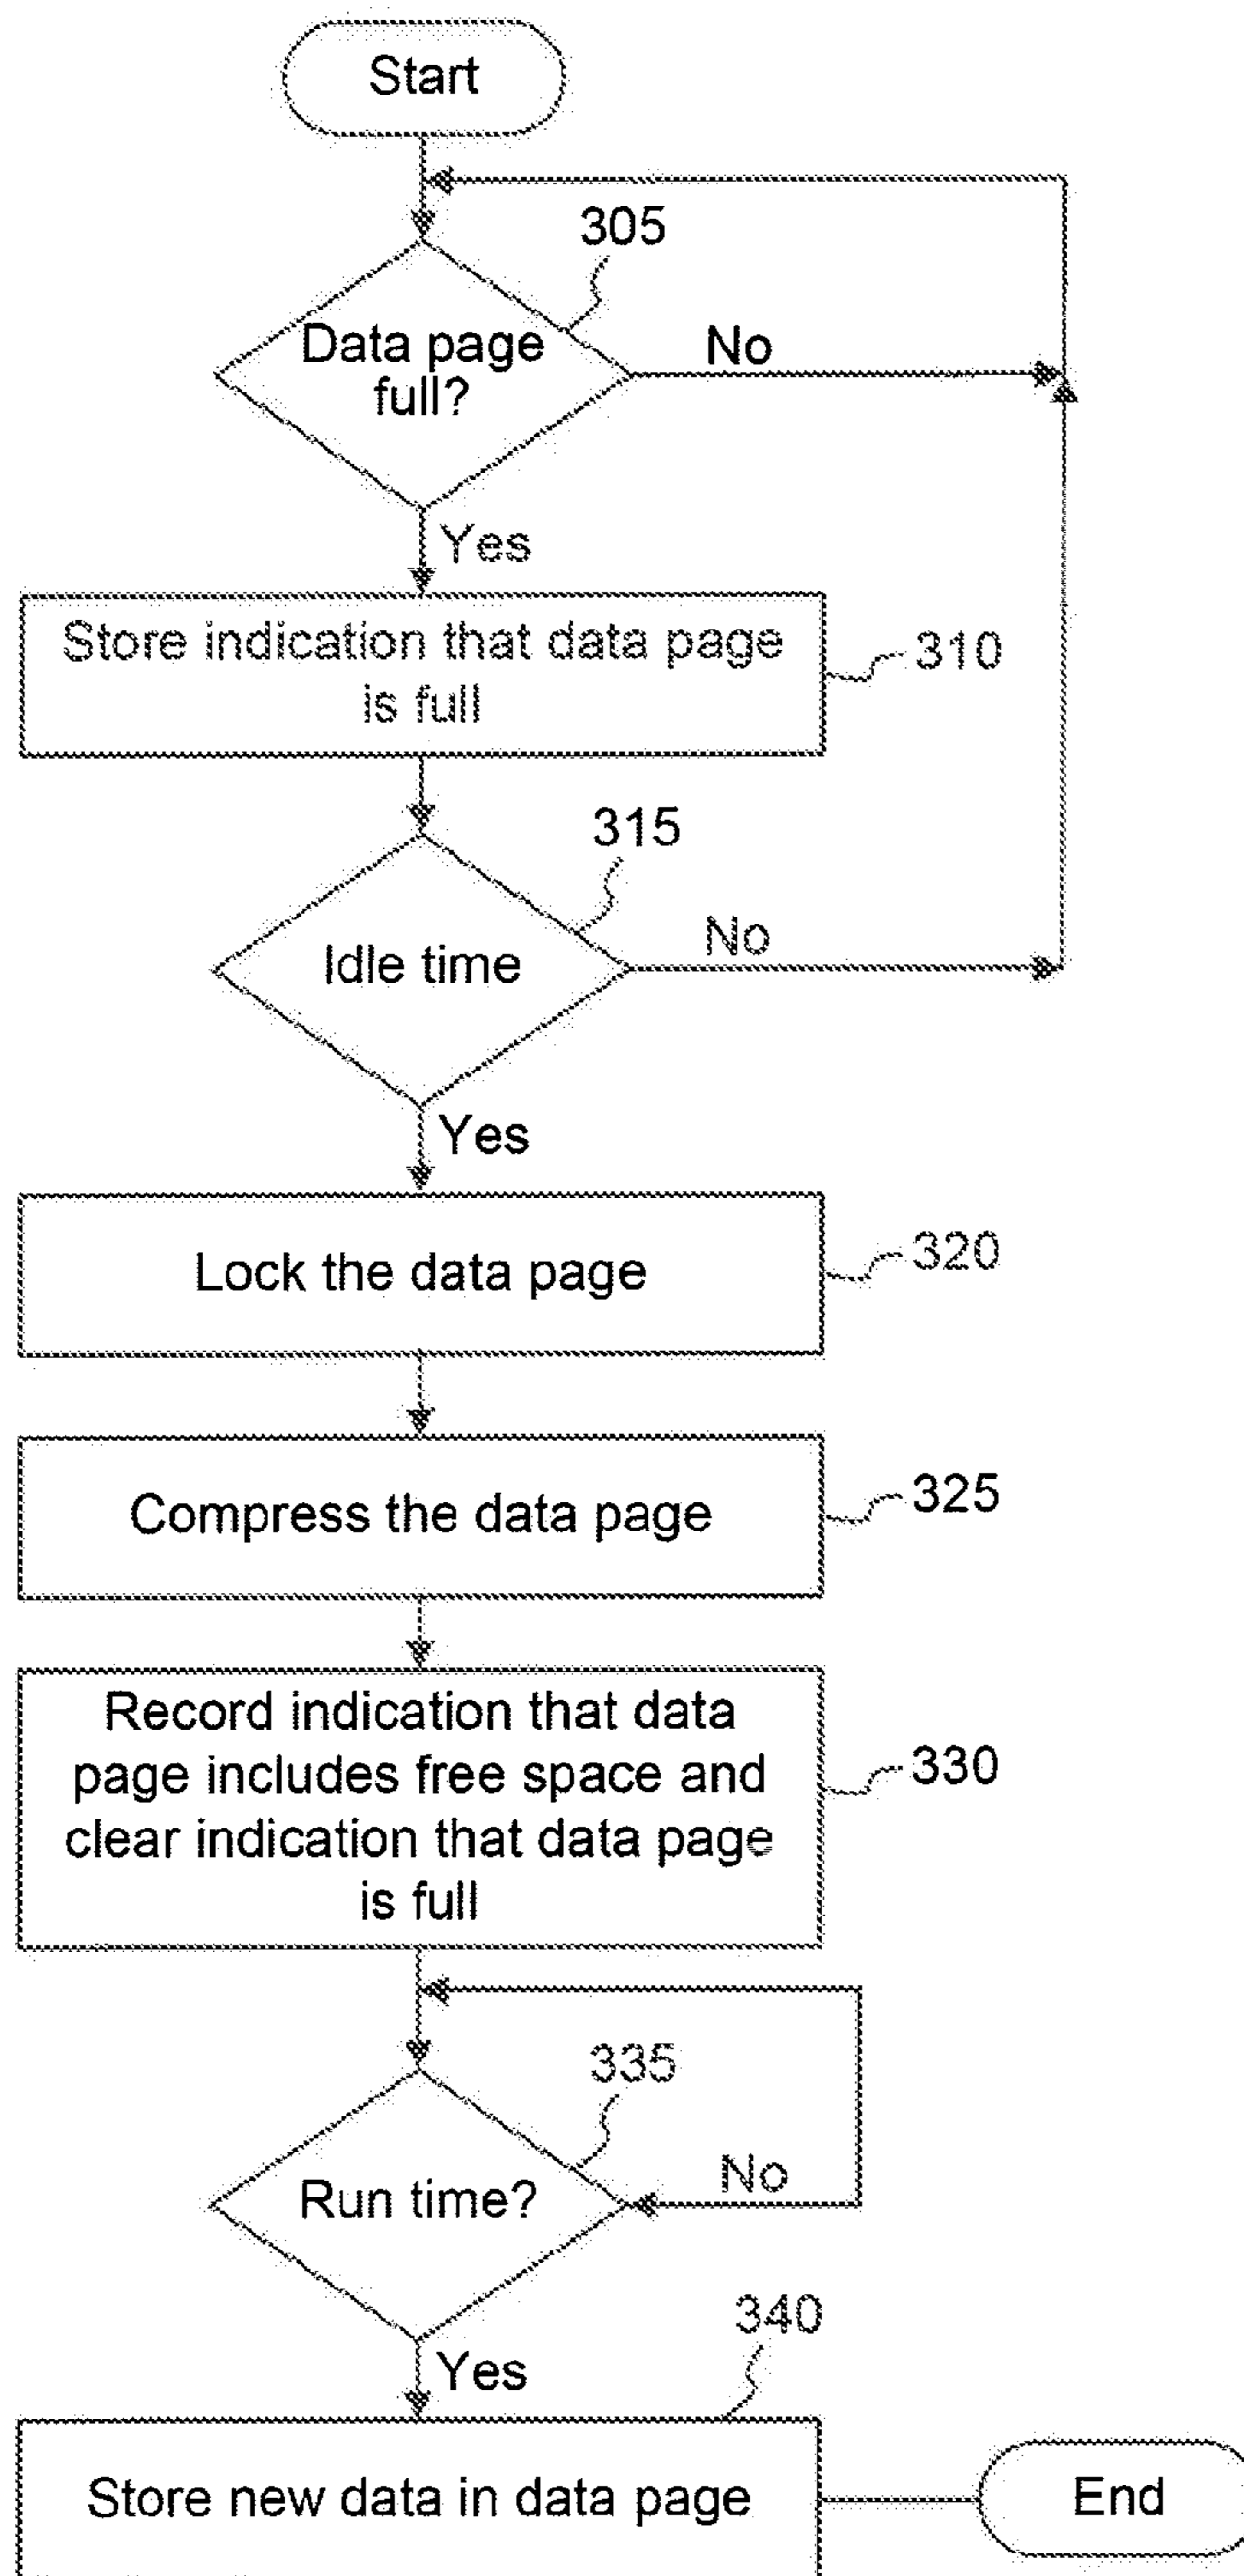 Start
305
Data page
full?
No
Yes
Store indication that data page
is full
310
315
Idle time
No
Yes
Lock the data page
320
Compress the data page
325
Record indication that data
page includes free space and
clear indication that data page
is full
330
335
Run time?
No
340
Yes
Store new data in data page
End